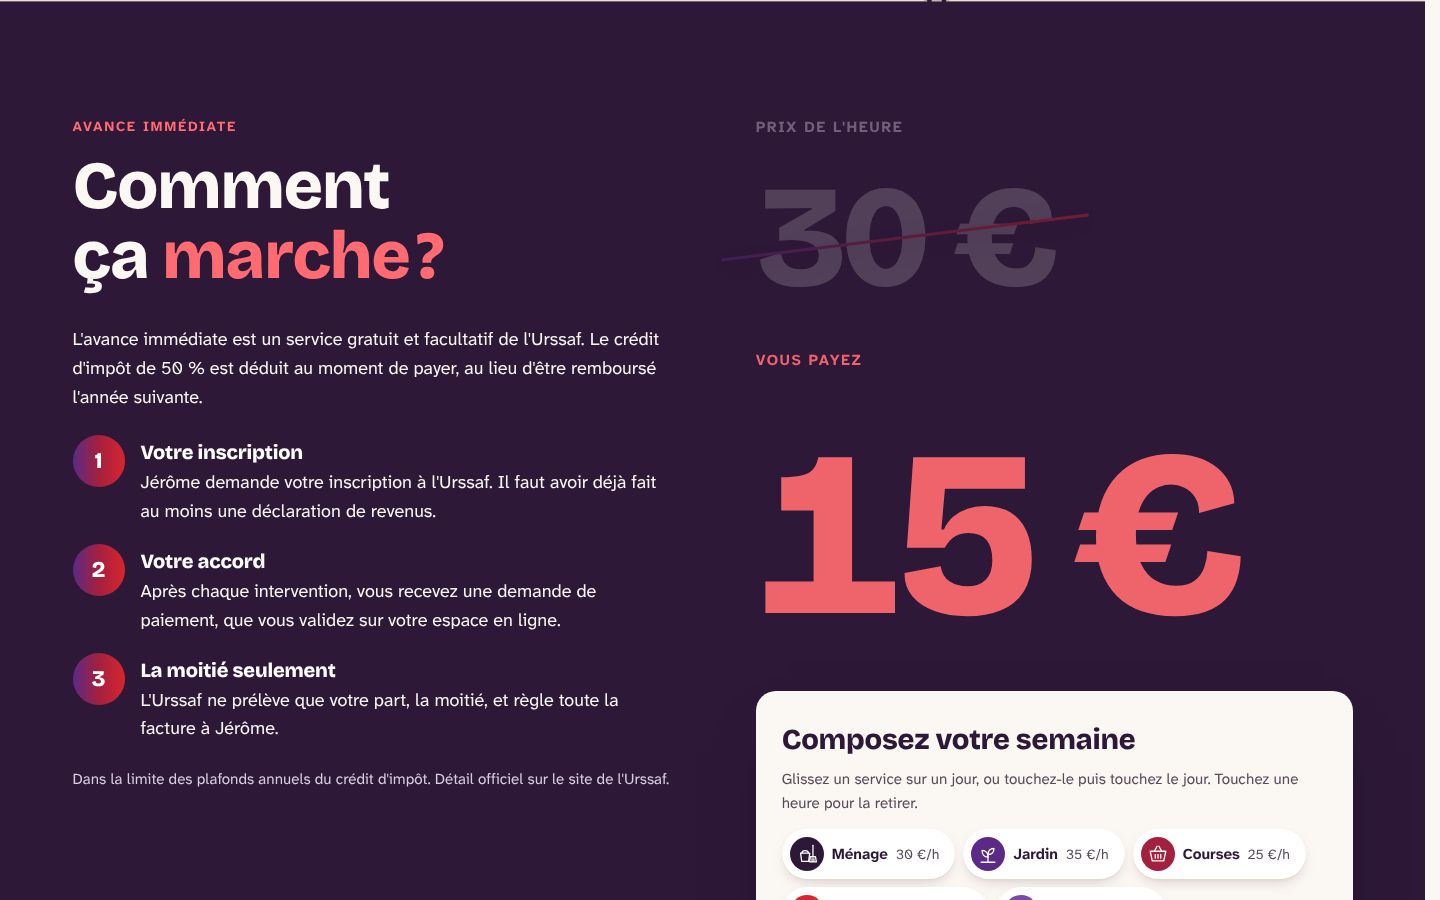 AVANCE IMMÉDIATE
Comment
ça marche ?
L'avance immédiate est un service gratuit et facultatif de l'Urssaf. Le crédit
d'impôt de 50 % est déduit au moment de payer, au lieu d'être remboursé
l'année suivante.
1
Votre inscription
Jérôme demande votre inscription à l'Urssaf. Il faut avoir déjà fait
au moins une déclaration de revenus.
2
Votre accord
Après chaque intervention, vous recevez une demande de
paiement, que vous validez sur votre espace en ligne.
3
La moitié seulement
L'Urssaf ne prélève que votre part, la moitié, et règle toute la
facture à Jérôme.
Dans la limite des plafonds annuels du crédit d'impôt. Détail officiel sur le site de l'Urssaf.
PRIX DE L'HEURE
30 €
VOUS PAYEZ
15 €
Composez votre semaine
Glissez un service sur un jour, ou touchez-le puis touchez le jour. Touchez une
heure pour la retirer.
Ménage 30 €/h
Jardin 35 €/h
Courses 25 €/h